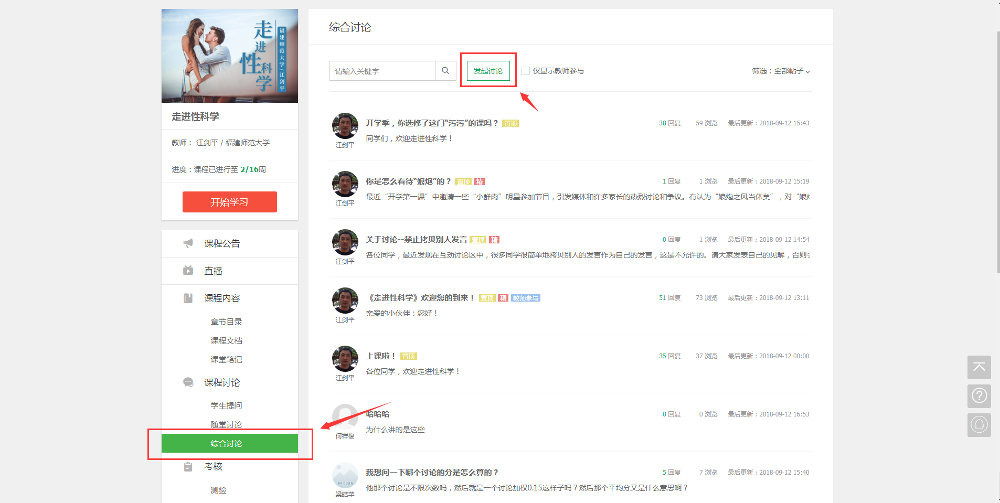 走进性科学
福建师范大学/江剑平
走进性科学
教师： 江剑平 / 福建师范大学
进度：课程已进行至 2/16周
开始学习
课程公告
直播
课程内容
章节目录
课程文档
课堂笔记
课程讨论
学生提问
随堂讨论
综合讨论
考核
测验
综合讨论
请输入关键字
发起讨论
仅显示教师参与
筛选：全部帖子
开学季，你选修了这门“污污”的课吗？ 置顶
38 回复 59 浏览 最后更新：2018-09-12 15:43
同学们，欢迎走进性科学！
江剑平
你是怎么看待“娘炮”的？ 置顶 精
1 回复 1 浏览 最后更新：2018-09-12 15:19
最近“开学第一课”中邀请一些“小鲜肉”明星参加节目，引发媒体和许多家长的热烈讨论和争议。有认为“娘炮之风当休矣”，对“娘
江剑平
关于讨论--禁止拷贝别人发言 置顶 精
0 回复 1 浏览 最后更新：2018-09-12 14:54
各位同学，最近发现在互动讨论区中，很多同学很简单地拷贝别人的发言作为自己的发言，这是不允许的。请大家发表自己的见解，否则
江剑平
《走进性科学》欢迎您的到来！ 置顶 精 教师参与
51 回复 73 浏览 最后更新：2018-09-12 13:11
亲爱的小伙伴：您好！
江剑平
上课啦！ 置顶
35 回复 37 浏览 最后更新：2018-09-12 00:00
各位同学，欢迎走进性科学！
江剑平
哈哈哈
0 回复 0 浏览 最后更新：2018-09-12 16:53
为什么讲的是这些
何祥俊
我想问一下哪个讨论的分是怎么算的？
5 回复 7 浏览 最后更新：2018-09-12 15:40
他那个讨论是不限次数吗，然后就是一个讨论加权0.15这样子吗？然后那个平均分又是什么意思啊？
梁皓芊